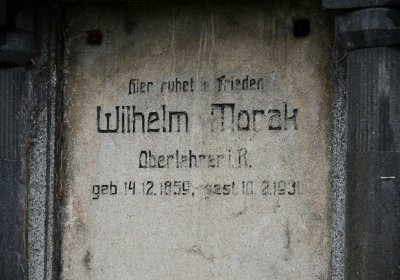 Hier ruhet in Frieden
Wilhelm Morak
Oberlehrer i. R.
geb 14.12.1859, gest 10.2.1931